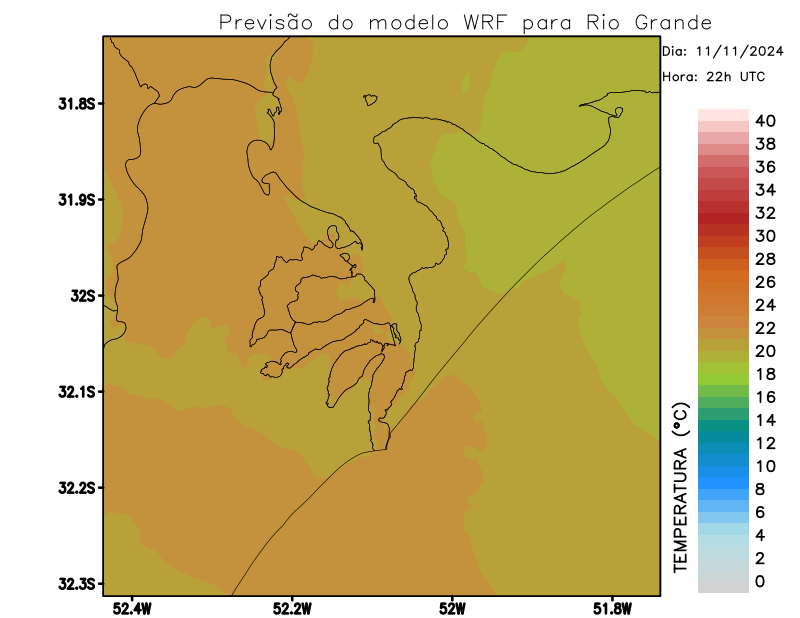 Previsão do modelo WRF para Rio Grande
Dia: 11/11/2024
Hora: 22h UTC
31.8S
31.9S
32S
32.1S
32.2S
32.3S
52.4W
52.2W
52W
51.8W
TEMPERATURA (°C)
40
38
36
34
32
30
28
26
24
22
20
18
16
14
12
10
8
6
4
2
0